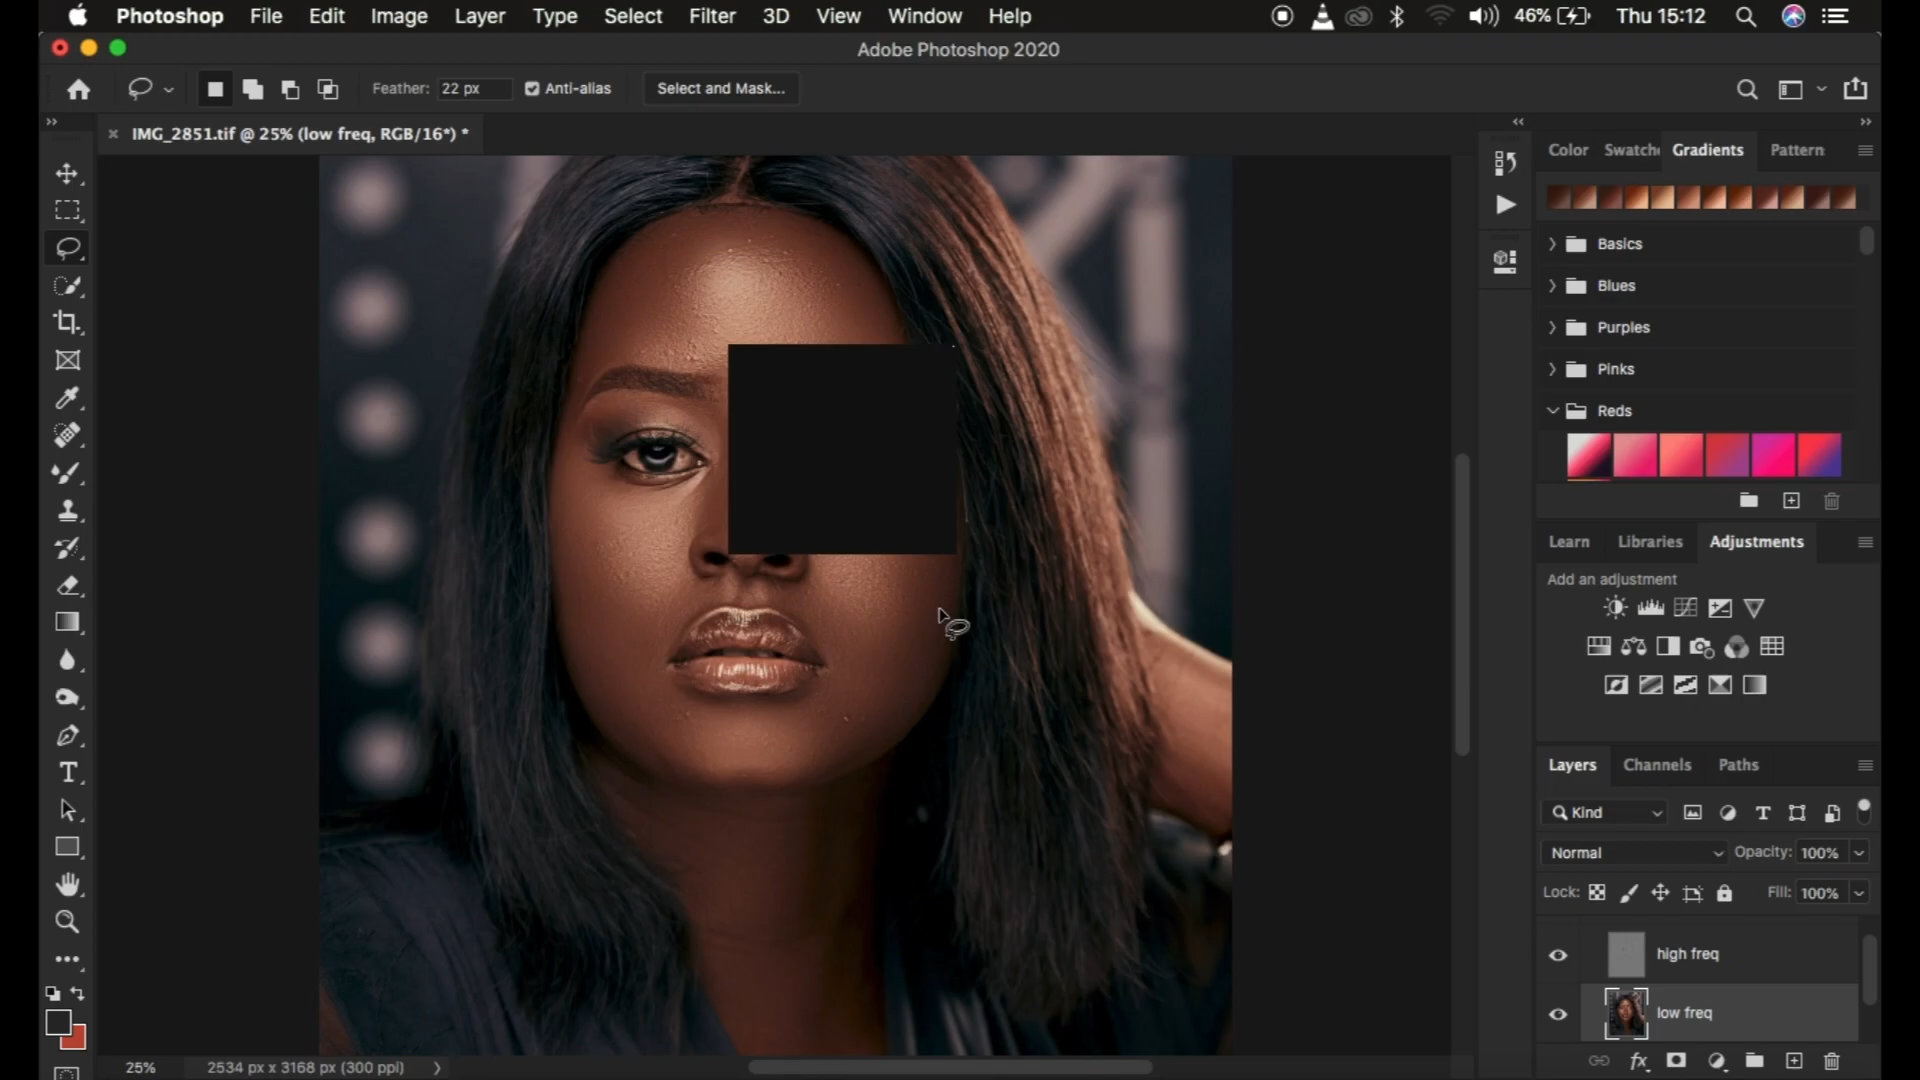 Photoshop File Edit Image Layer Type Select Filter 3D View Window Help 46% Thu 15:12
Adobe Photoshop 2020
Feather: 22 px Anti-alias Select and Mask...
IMG_2851.tif @ 25% (low freq, RGB/16*) *
Color Swatche Gradients Pattern
Basics
Blues
Purples
Pinks
Reds
Learn Libraries Adjustments
Add an adjustment
Layers Channels Paths
Kind
Normal Opacity: 100%
Lock: Fill: 100%
high freq
low freq
fx
25% 2534 px x 3168 px (300 ppi)